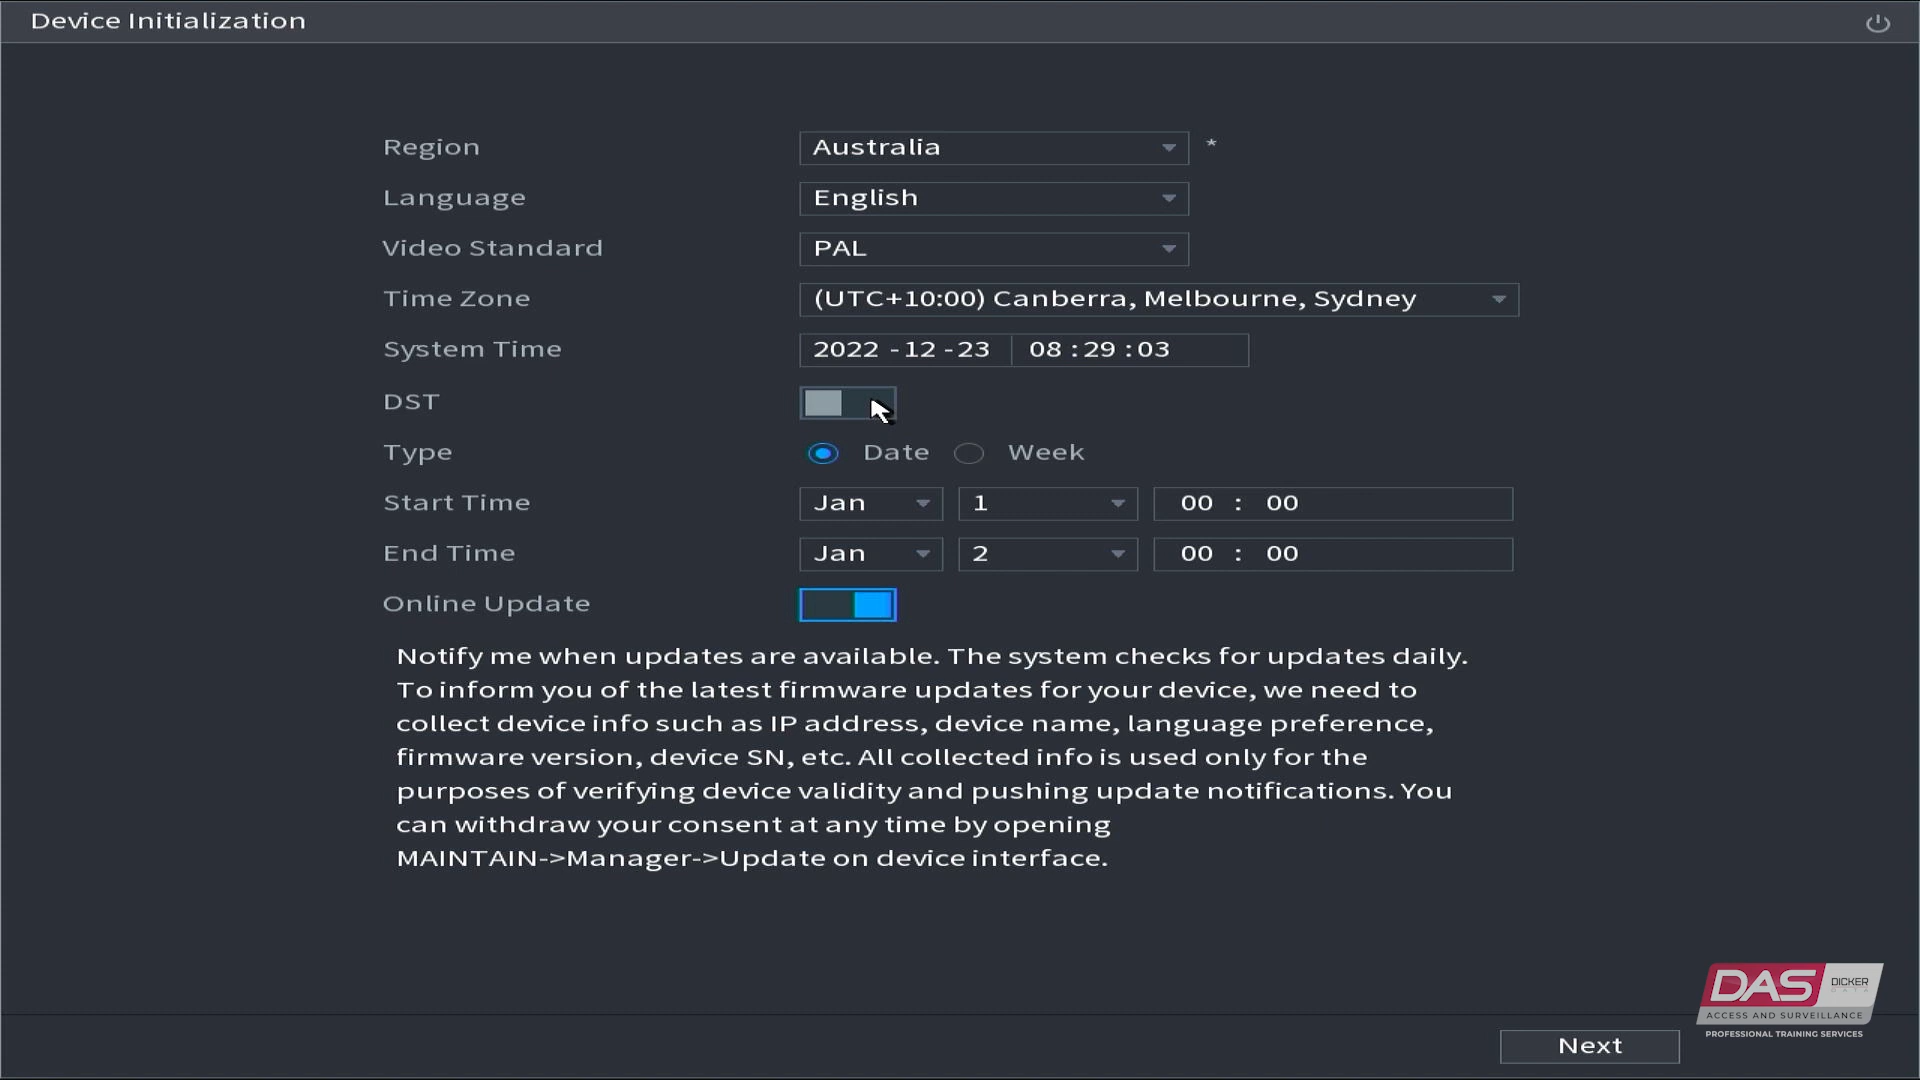 Device Initialization
Region Australia *
Language English
Video Standard PAL
Time Zone (UTC+10:00) Canberra, Melbourne, Sydney
System Time 2022 -12 -23 08 :29 :03
DST
Type Date Week
Start Time Jan 1 00 : 00
End Time Jan 2 00 : 00
Online Update
Notify me when updates are available. The system checks for updates daily.
To inform you of the latest firmware updates for your device, we need to
collect device info such as IP address, device name, language preference,
firmware version, device SN, etc. All collected info is used only for the
purposes of verifying device validity and pushing update notifications. You
can withdraw your consent at any time by opening
MAINTAIN->Manager->Update on device interface.
DAS DICKER
DATA
ACCESS AND SURVEILLANCE
PROFESSIONAL TRAINING SERVICES
Next